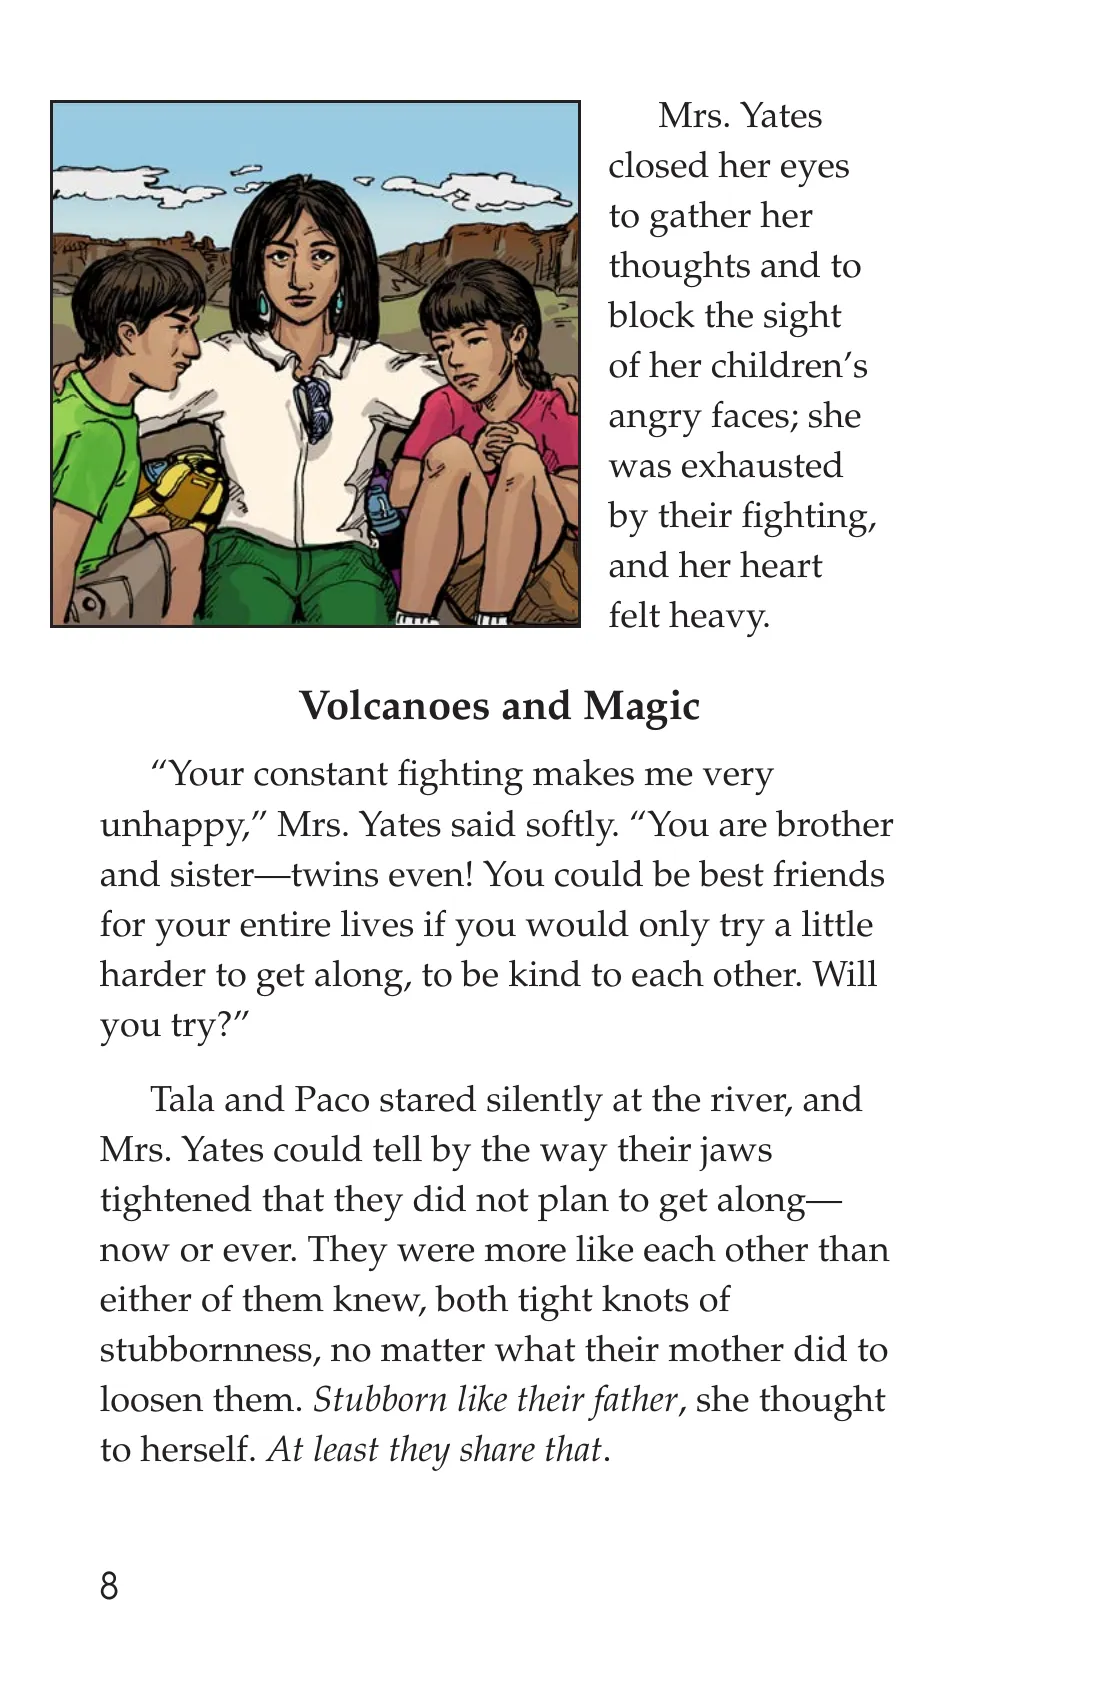 Mrs. Yates
closed her eyes
to gather her
thoughts and to
block the sight
of her children’s
angry faces; she
was exhausted
by their fighting,
and her heart
felt heavy.
Volcanoes and Magic
“Your constant fighting makes me very
unhappy,” Mrs. Yates said softly. “You are brother
and sister—twins even! You could be best friends
for your entire lives if you would only try a little
harder to get along, to be kind to each other. Will
you try?”
Tala and Paco stared silently at the river, and
Mrs. Yates could tell by the way their jaws
tightened that they did not plan to get along—
now or ever. They were more like each other than
either of them knew, both tight knots of
stubbornness, no matter what their mother did to
loosen them. Stubborn like their father, she thought
to herself. At least they share that.
8